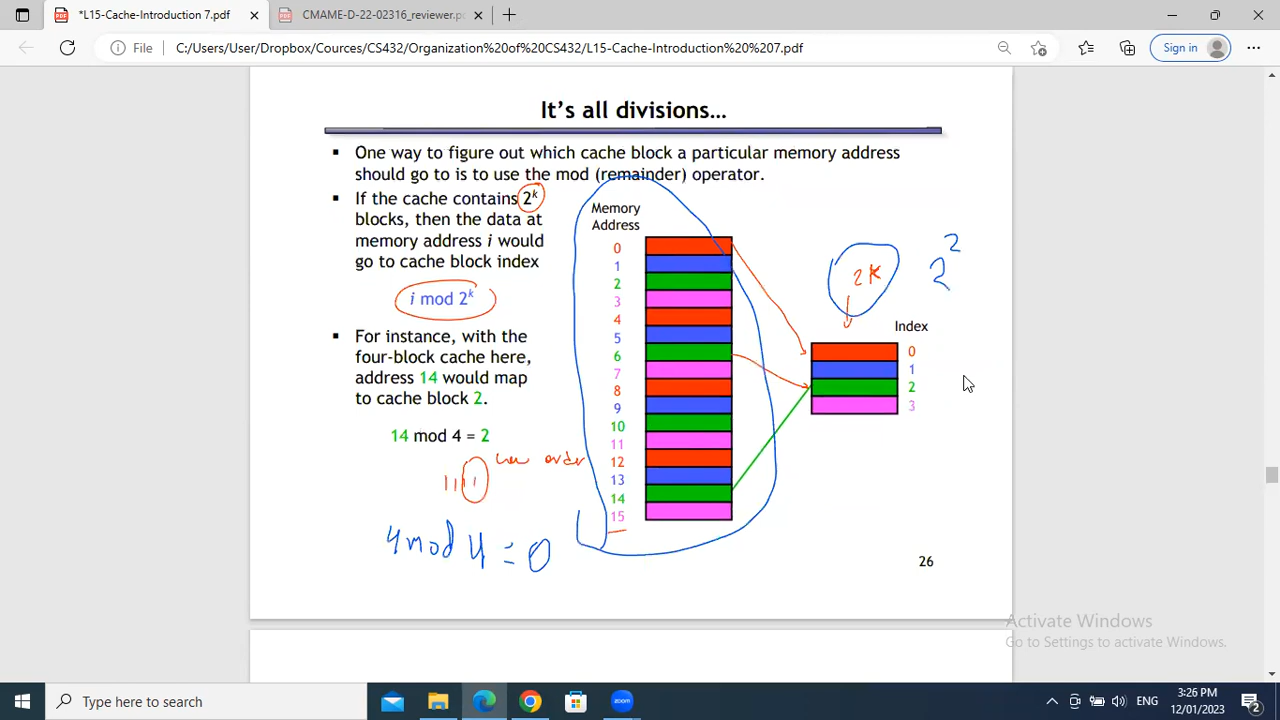 *L15-Cache-Introduction 7.pdf
CMAME-D-22-02316_reviewer.pd
File
C:/Users/User/Dropbox/Cources/CS432/Organization%20of%20CS432/L15-Cache-Introduction%20%207.pdf
Sign in
It's all divisions…
▪ One way to figure out which cache block a particular memory address
should go to is to use the mod (remainder) operator.
▪ If the cache contains 2^k
blocks, then the data at
memory address i would
go to cache block index
i mod 2^k
▪ For instance, with the
four-block cache here,
address 14 would map
to cache block 2.
14 mod 4 = 2
order
1111
4 mod 4 = 0
Memory
Address
0
1
2
3
4
5
6
7
8
9
10
11
12
13
14
15
2^k
2^2
Index
0
1
2
3
26
Activate Windows
Go to Settings to activate Windows.
Type here to search
zoom
ENG
3:26 PM
12/01/2023
2